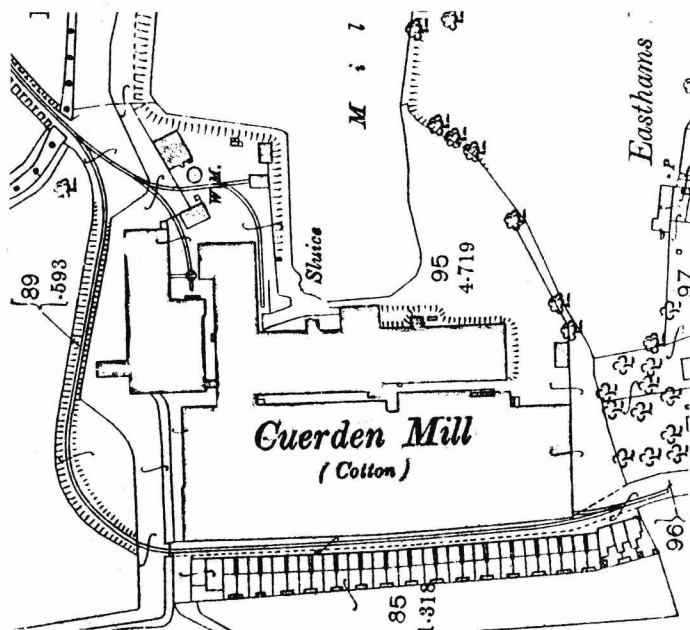 M i l
Easthams
P
W.M.
Sluice
95
4·719
89
·593
97
Cuerden Mill
(Cotton)
96
85
1·318